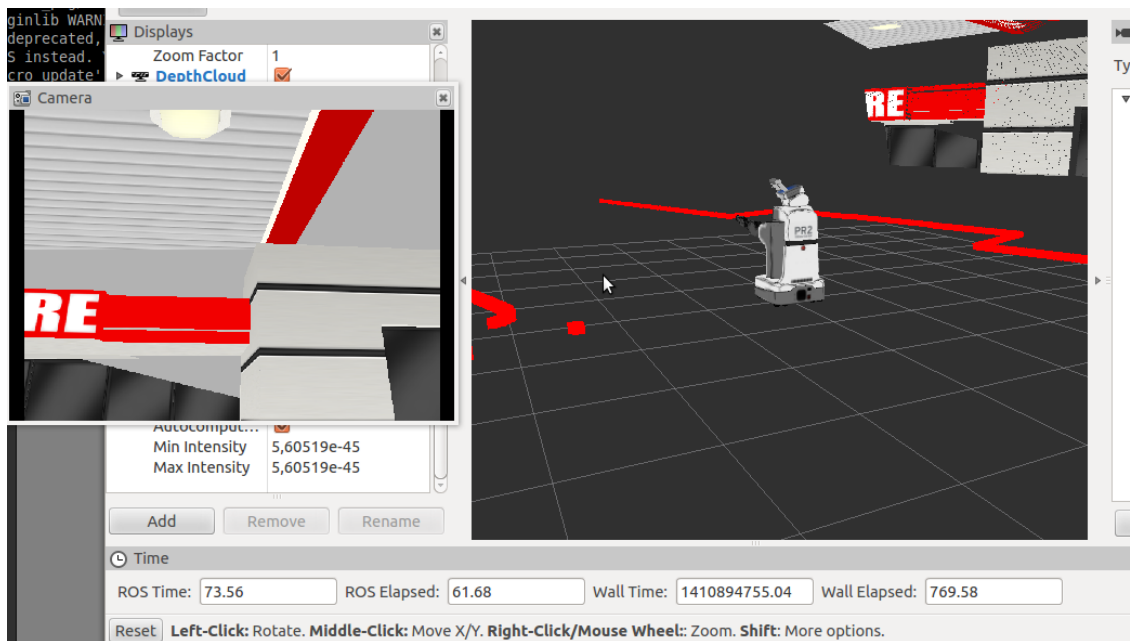 ginlib WARN
deprecated,
S instead.
cro update'
Displays
Zoom Factor 1
DepthCloud
Camera
RE
Autocomput...
Min Intensity 5,60519e-45
Max Intensity 5,60519e-45
Add Remove Rename
RE
PR2
Ty
Time
ROS Time: 73.56 ROS Elapsed: 61.68 Wall Time: 1410894755.04 Wall Elapsed: 769.58
Reset Left-Click: Rotate. Middle-Click: Move X/Y. Right-Click/Mouse Wheel:: Zoom. Shift: More options.